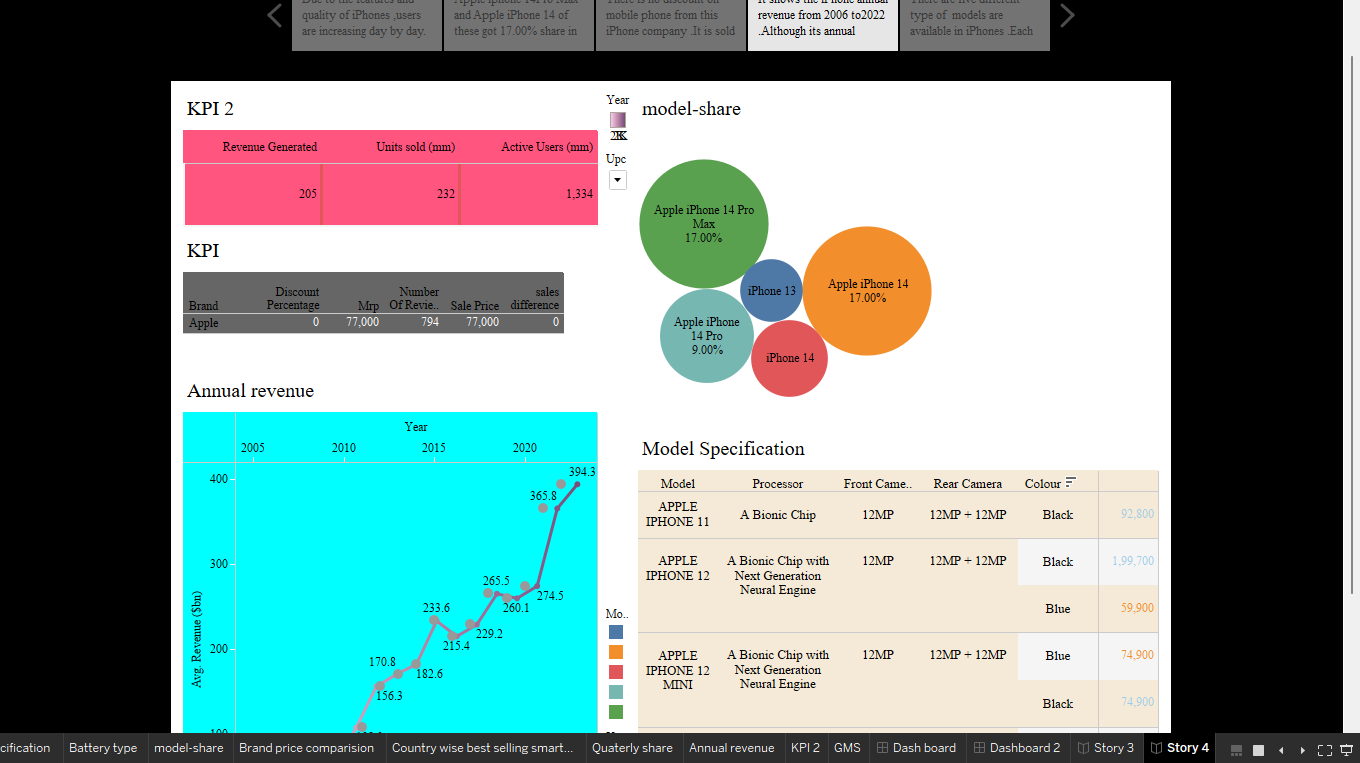 Due to the features and
quality of iPhones ,users
are increasing day by day.
Apple iphone 14Pro Max
and Apple iPhone 14 of
these got 17.00% share in
There is no discount on
mobile phone from this
iPhone company .It is sold
It shows the iPhone annual
revenue from 2006 to2022
.Although its annual
There are five different
type of models are
available in iPhones .Each
KPI 2
Revenue Generated Units sold (mm) Active Users (mm)
205 232 1,334
KPI
Brand Discount Percentage Mrp Number Of Revie.. Sale Price sales difference
Apple 0 77,000 794 77,000 0
Annual revenue
Year
2005 2010 2015 2020
400
300
200
100
Avg. Revenue ($bn)
394.3
365.8
265.5
274.5
260.1
233.6
229.2
215.4
170.8
182.6
156.3
Year
Upc
Mo..
model-share
Apple iPhone 14 Pro
Max
17.00%
iPhone 13
Apple iPhone 14
17.00%
Apple iPhone
14 Pro
9.00%
iPhone 14
Model Specification
Model Processor Front Came.. Rear Camera Colour
APPLE IPHONE 11 A Bionic Chip 12MP 12MP + 12MP Black 92,800
APPLE IPHONE 12 A Bionic Chip with Next Generation Neural Engine 12MP 12MP + 12MP Black 1,99,700
Blue 59,900
APPLE IPHONE 12 MINI A Bionic Chip with Next Generation Neural Engine 12MP 12MP + 12MP Blue 74,900
Black 74,900
cification Battery type model-share Brand price comparision Country wise best selling smart... Quaterly share Annual revenue KPI 2 GMS Dash board Dashboard 2 Story 3 Story 4